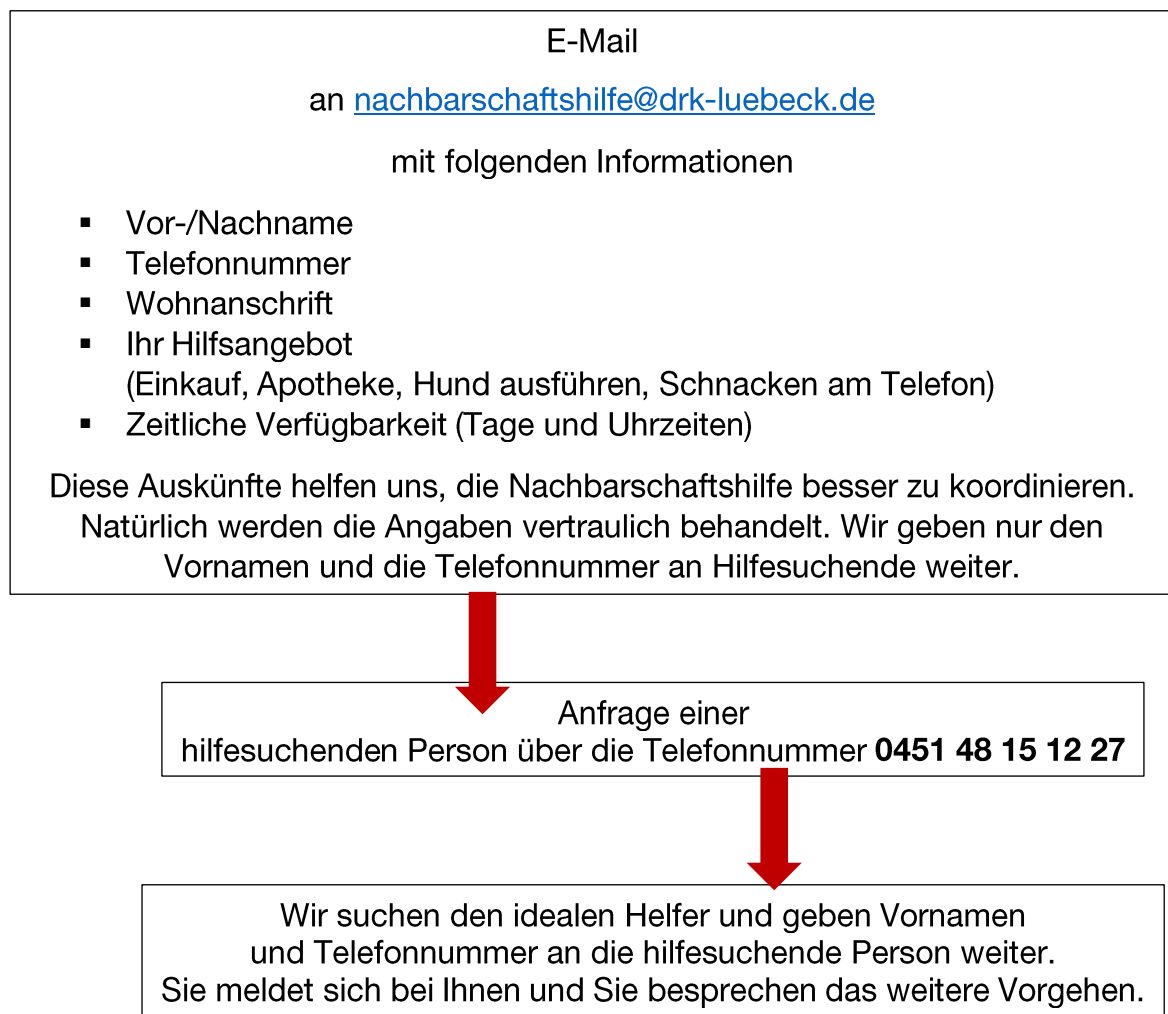 E-Mail
an nachbarschaftshilfe@drk-luebeck.de
mit folgenden Informationen
▪ Vor-/Nachname
▪ Telefonnummer
▪ Wohnanschrift
▪ Ihr Hilfsangebot
(Einkauf, Apotheke, Hund ausführen, Schnacken am Telefon)
▪ Zeitliche Verfügbarkeit (Tage und Uhrzeiten)
Diese Auskünfte helfen uns, die Nachbarschaftshilfe besser zu koordinieren.
Natürlich werden die Angaben vertraulich behandelt. Wir geben nur den
Vornamen und die Telefonnummer an Hilfesuchende weiter.
Anfrage einer
hilfesuchenden Person über die Telefonnummer 0451 48 15 12 27
Wir suchen den idealen Helfer und geben Vornamen
und Telefonnummer an die hilfesuchende Person weiter.
Sie meldet sich bei Ihnen und Sie besprechen das weitere Vorgehen.